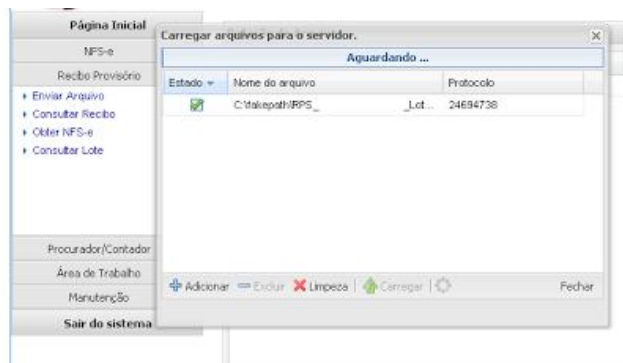 Página Inicial
NFS-e
Recibo Provisório
Enviar Arquivo
Consultar Recibo
Obter NFS-e
Consultar Lote
Procurador/Contador
Área de Trabalho
Manutenção
Sair do sistema
Carregar arquivos para o servidor.
Aguardando ...
Estado Nome do arquivo Protocolo
C:\fakepath\RPS_ _Lot... 24694738
Adicionar Excluir Limpeza Carregar Fechar